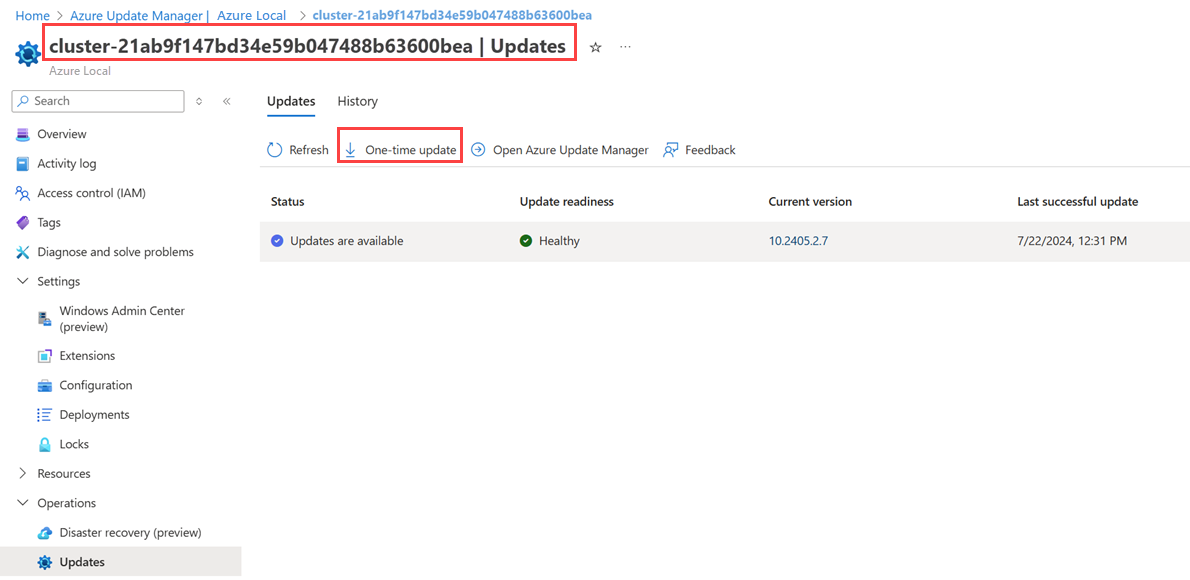 Home > Azure Update Manager | Azure Local > cluster-21ab9f147bd34e59b047488b63600bea
cluster-21ab9f147bd34e59b047488b63600bea | Updates
Azure Local
Search
Overview
Activity log
Access control (IAM)
Tags
Diagnose and solve problems
Settings
Windows Admin Center
(preview)
Extensions
Configuration
Deployments
Locks
Resources
Operations
Disaster recovery (preview)
Updates
Updates History
Refresh One-time update Open Azure Update Manager Feedback
Status Update readiness Current version Last successful update
Updates are available Healthy 10.2405.2.7 7/22/2024, 12:31 PM